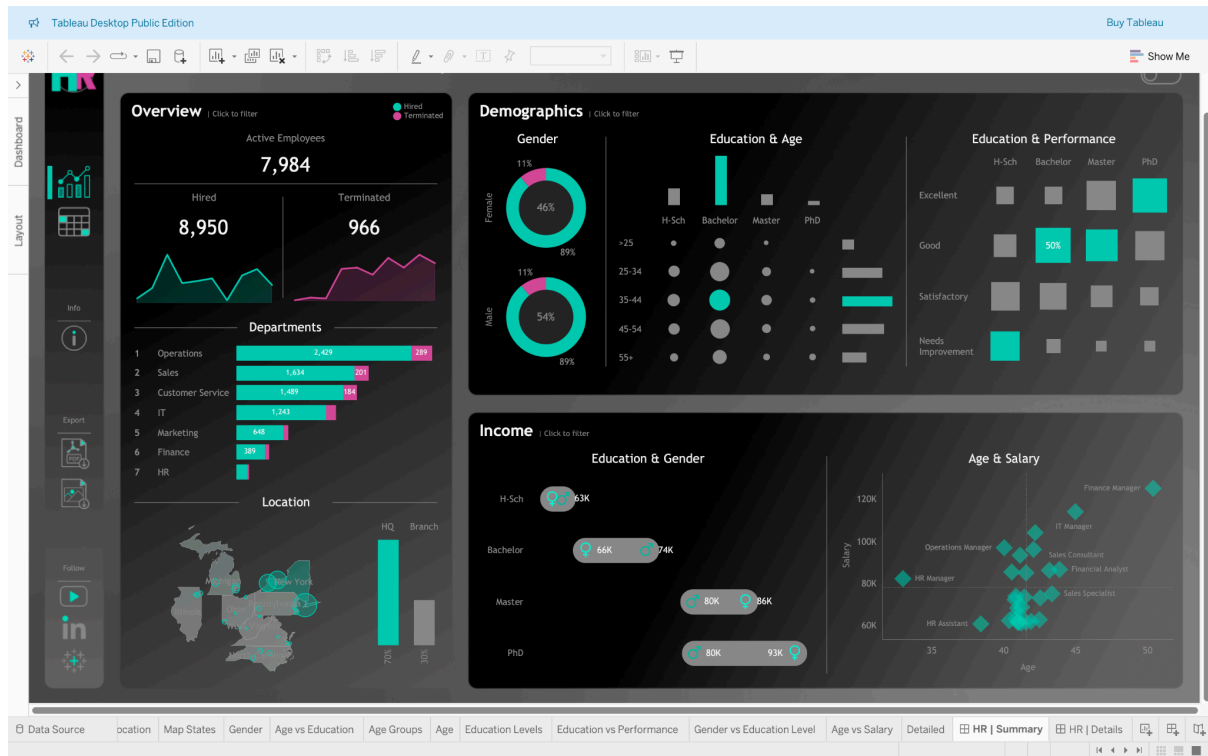 Tableau Desktop Public Edition
Buy Tableau
Show Me
Dashboard
Layout
HR
Info
Export
PDF
Follow
in
Overview | Click to filter
Hired
Terminated
Active Employees
7,984
Hired
8,950
Terminated
966
Departments
1 Operations 2,429 289
2 Sales 1,634 201
3 Customer Service 1,489 184
4 IT 1,243
5 Marketing 648
6 Finance 389
7 HR
Location
Michigan
New York
Illinois
HQ Branch
70% 30%
Demographics | Click to filter
Gender
11%
Female
46%
89%
11%
Male
54%
89%
Education & Age
H-Sch Bachelor Master PhD
>25
25-34
35-44
45-54
55+
Education & Performance
H-Sch Bachelor Master PhD
Excellent
Good 50%
Satisfactory
Needs
Improvement
Income | Click to filter
Education & Gender
H-Sch 63K
Bachelor 66K 74K
Master 80K 86K
PhD 80K 93K
Age & Salary
Salary
120K
100K
80K
60K
Finance Manager
IT Manager
Operations Manager
Sales Consultant
Financial Analyst
HR Manager
Sales Specialist
HR Assistant
35 40 45 50
Age
Data Source
ocation
Map States
Gender
Age vs Education
Age Groups
Age
Education Levels
Education vs Performance
Gender vs Education Level
Age vs Salary
Detailed
HR | Summary
HR | Details